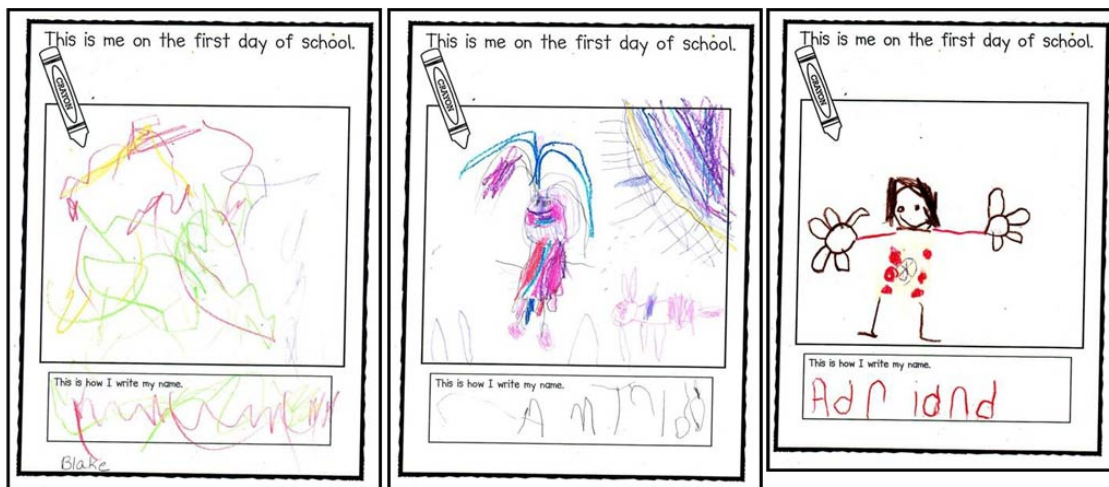 This is me on the first day of school.
CRAYON
This is how I write my name.
Blake
This is me on the first day of school.
CRAYON
This is how I write my name.
This is me on the first day of school.
CRAYON
This is how I write my name.
Adridnd